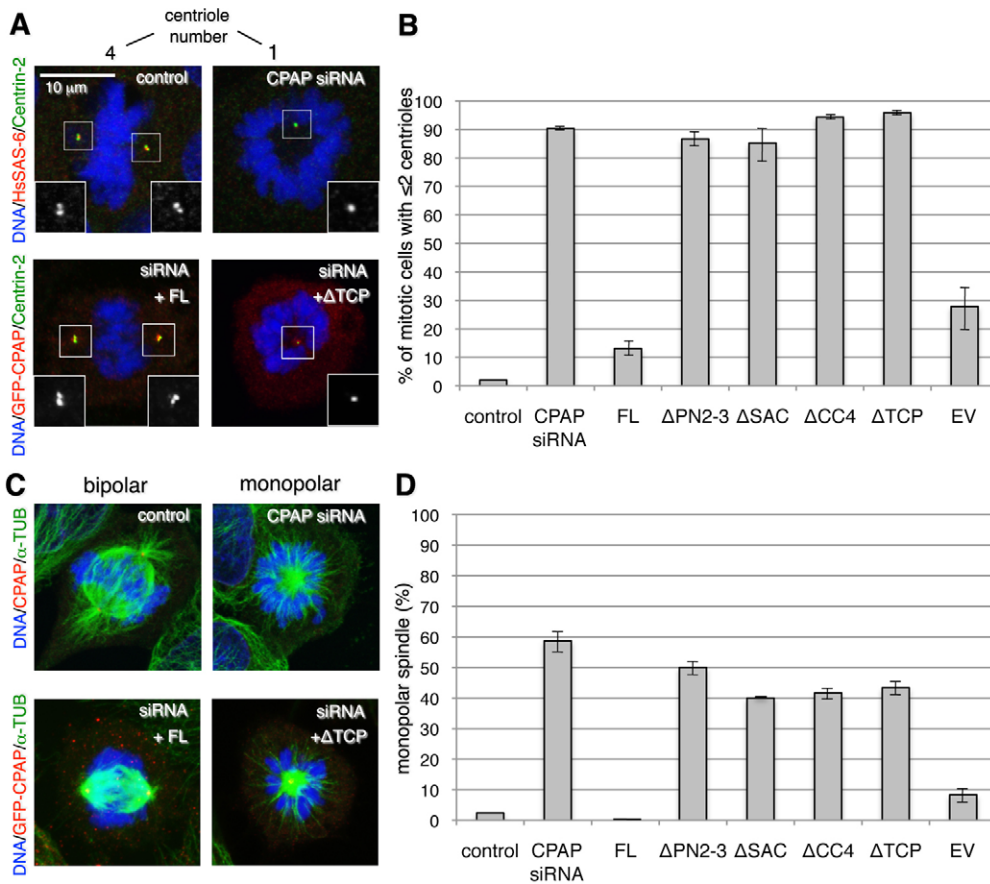 A
centriole
number
4
1
DNA/HsSAS-6/Centrin-2
10 µm
control
CPAP siRNA
DNA/GFP-CPAP/Centrin-2
siRNA
+ FL
siRNA
+ΔTCP
B
% of mitotic cells with ≤2 centrioles
100
90
80
70
60
50
40
30
20
10
0
control
CPAP
siRNA
FL
ΔPN2-3
ΔSAC
ΔCC4
ΔTCP
EV
C
bipolar
monopolar
DNA/CPAP/α-TUB
control
CPAP siRNA
DNA/GFP-CPAP/α-TUB
siRNA
+ FL
siRNA
+ΔTCP
D
monopolar spindle (%)
100
90
80
70
60
50
40
30
20
10
0
control
CPAP
siRNA
FL
ΔPN2-3
ΔSAC
ΔCC4
ΔTCP
EV